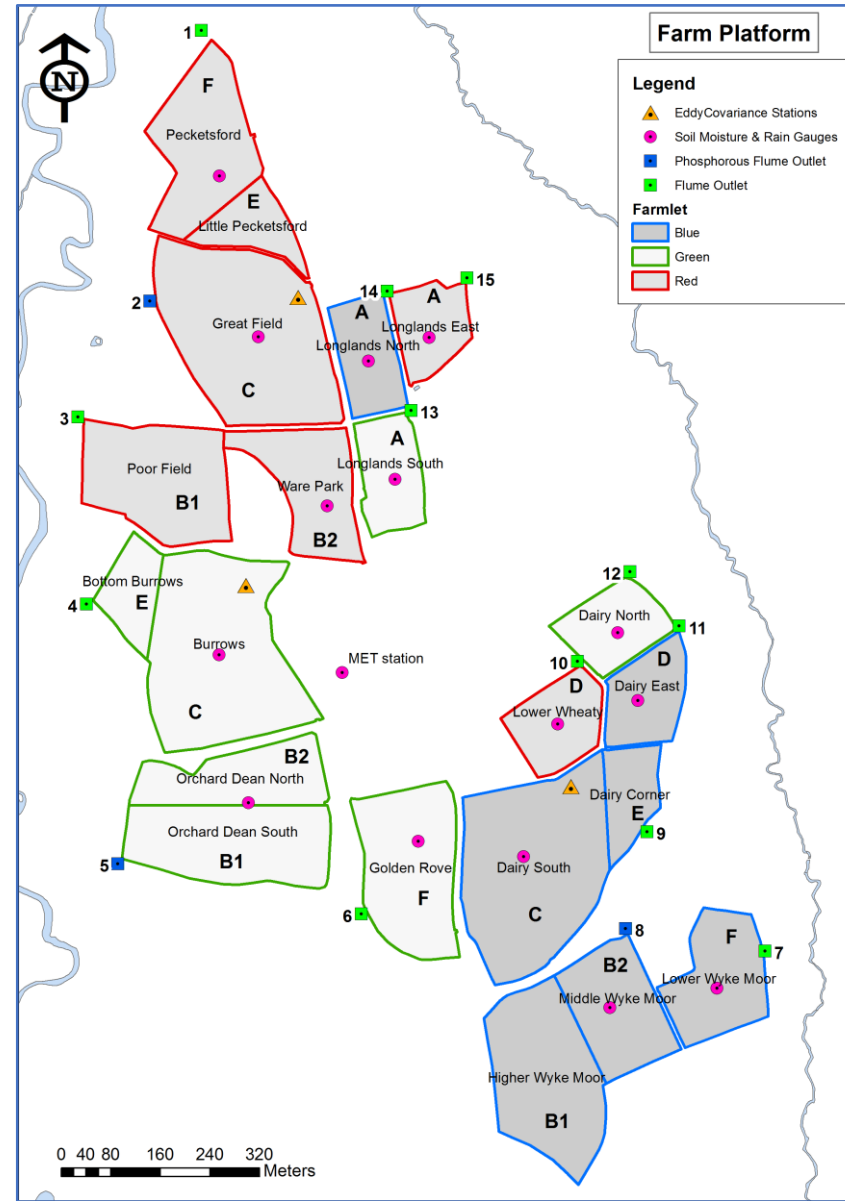 Farm Platform
Legend
EddyCovariance Stations
Soil Moisture & Rain Gauges
Phosphorous Flume Outlet
Flume Outlet
Farmlet
Blue
Green
Red
N
1
F
Pecketsford
E
Little Pecketsford
2
Great Field
C
14
A
Longlands North
15
A
Longlands East
13
A
Longlands South
3
Poor Field
B1
Ware Park
B2
Bottom Burrows
E
4
Burrows
C
MET station
12
Dairy North
11
10
D
Lower Wheaty
D
Dairy East
B2
Orchard Dean North
Orchard Dean South
B1
5
Golden Rove
F
6
Dairy Corner
E
9
Dairy South
C
8
B2
Middle Wyke Moor
F
7
Lower Wyke Moor
Higher Wyke Moor
B1
0 40 80 160 240 320
Meters